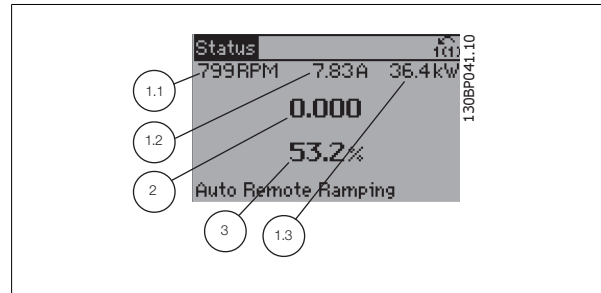 Status
1(1)
799RPM 7.83A 36.4kW
0.000
53.2%
Auto Remote Ramping
1.1
1.2
2
3
1.3
130BP041.10